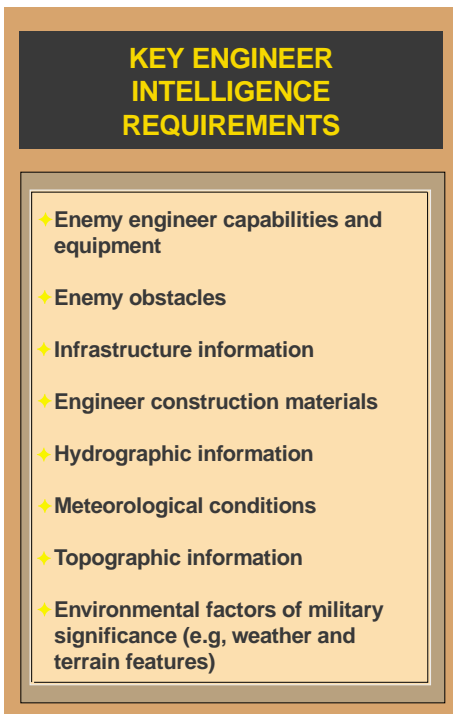 KEY ENGINEER
INTELLIGENCE
REQUIREMENTS
Enemy engineer capabilities and
equipment
Enemy obstacles
Infrastructure information
Engineer construction materials
Hydrographic information
Meteorological conditions
Topographic information
Environmental factors of military
significance (e.g, weather and
terrain features)